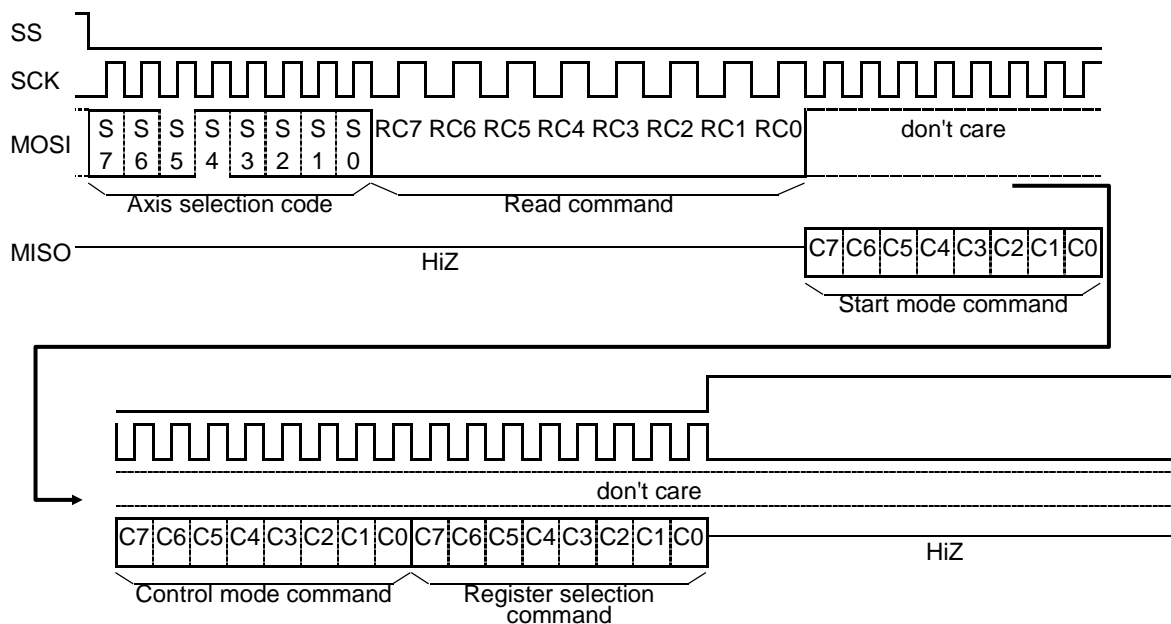 SS
SCK
MOSI
S S S S S S S S RC7 RC6 RC5 RC4 RC3 RC2 RC1 RC0
7 6 5 4 3 2 1 0
don't care
Axis selection code
Read command
MISO
HiZ
C7 C6 C5 C4 C3 C2 C1 C0
Start mode command
don't care
C7 C6 C5 C4 C3 C2 C1 C0 C7 C6 C5 C4 C3 C2 C1 C0
HiZ
Control mode command
Register selection
command